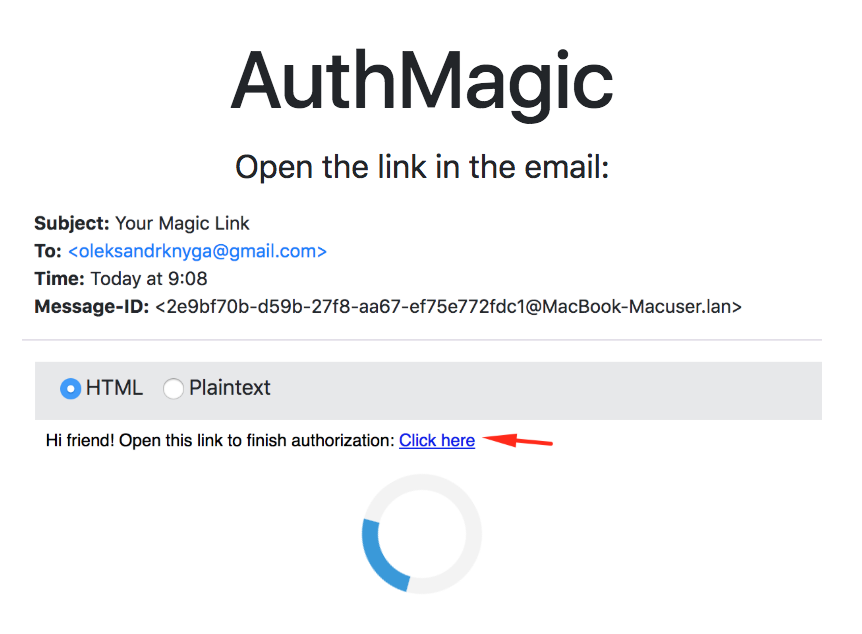 AuthMagic
Open the link in the email:
Subject: Your Magic Link
To: <oleksandrknyga@gmail.com>
Time: Today at 9:08
Message-ID: <2e9bf70b-d59b-27f8-aa67-ef75e772fdc1@MacBook-Macuser.lan>
HTML Plaintext
Hi friend! Open this link to finish authorization: Click here